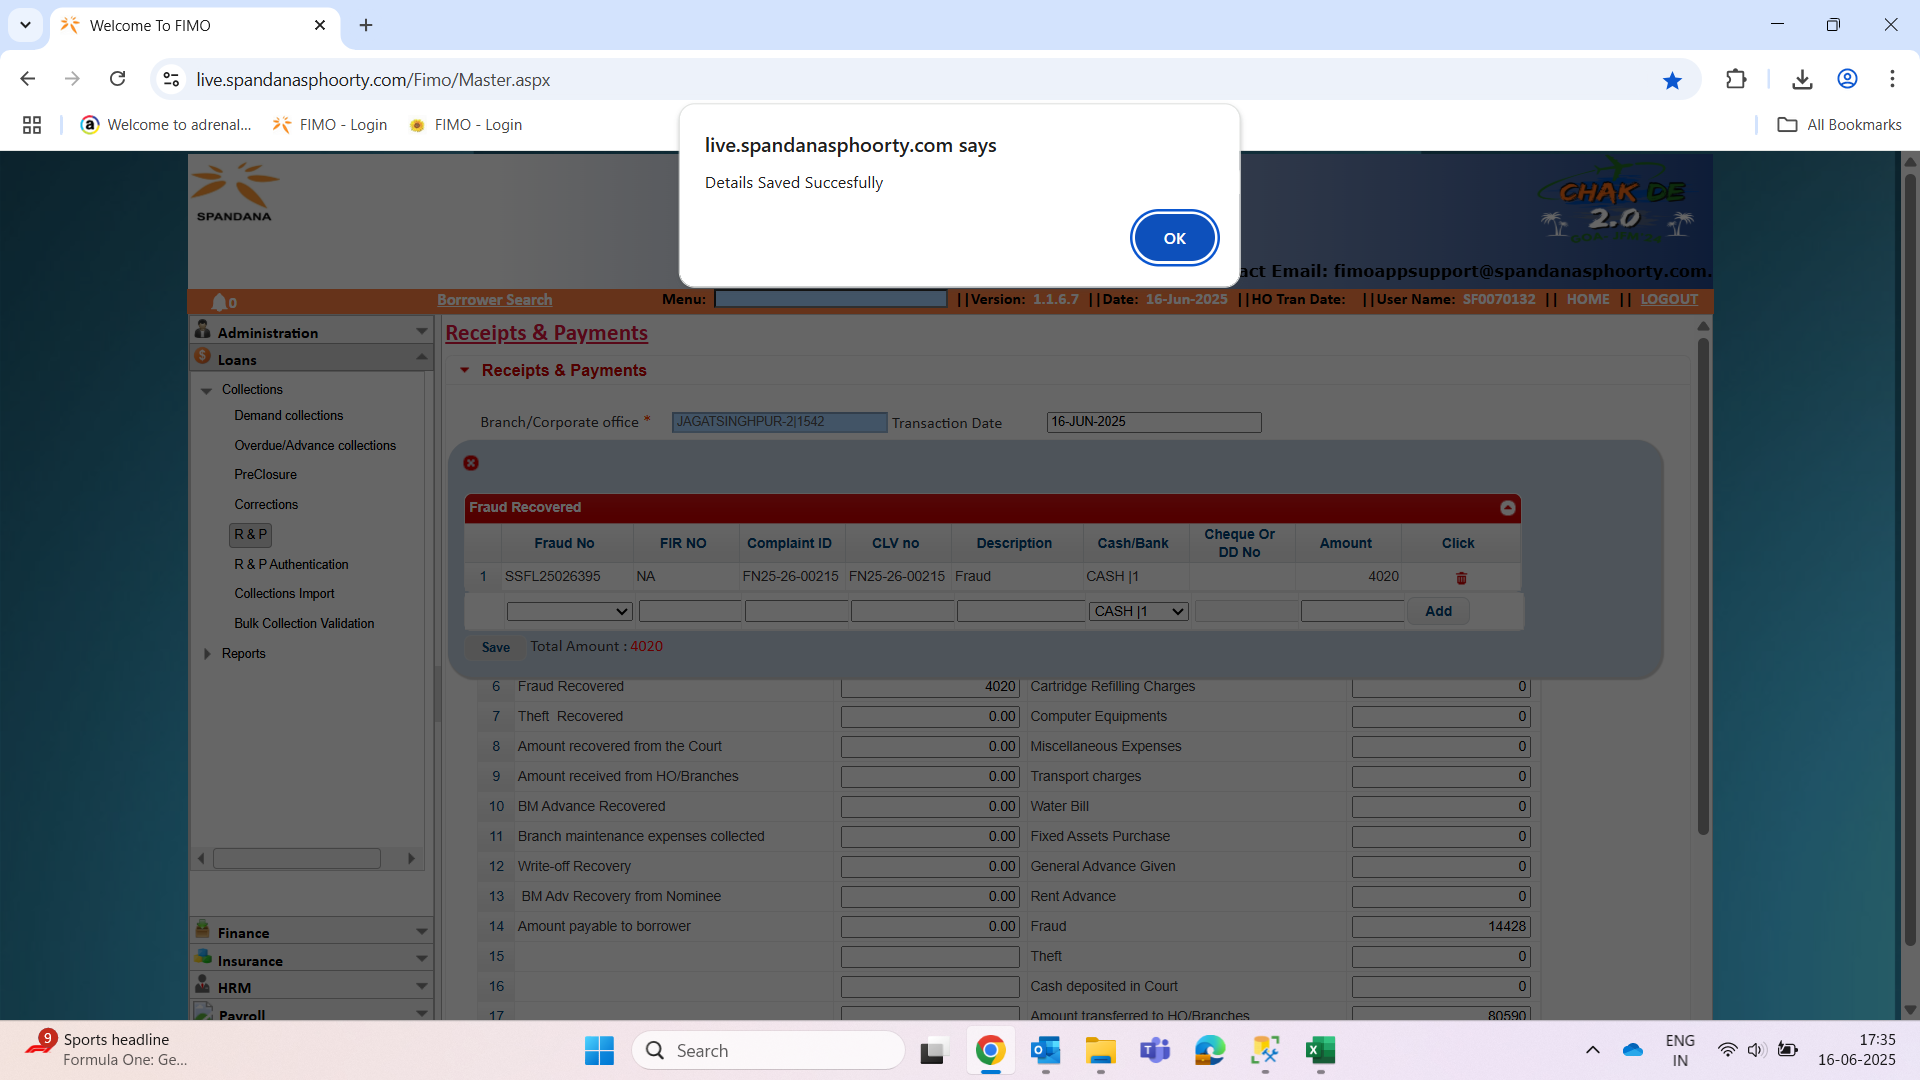 Welcome To FIMO
live.spandanasphoorty.com/Fimo/Master.aspx
Welcome to adrenal...
FIMO - Login
FIMO - Login
All Bookmarks
live.spandanasphoorty.com says
Details Saved Succesfully
OK
SPANDANA
CHAK DE
2.0
act Email: fimoappsupport@spandanasphoorty.com.
0
Borrower Search
Menu:
||Version: 1.1.6.7 ||Date: 16-Jun-2025 ||HO Tran Date: ||User Name: SF0070132 || HOME || LOGOUT
Administration
Loans
Collections
Demand collections
Overdue/Advance collections
PreClosure
Corrections
R & P
R & P Authentication
Collections Import
Bulk Collection Validation
Reports
Finance
Insurance
HRM
Payroll
Receipts & Payments
Receipts & Payments
Branch/Corporate office * JAGATSINGHPUR-2|1542 Transaction Date 16-JUN-2025
Fraud Recovered
Fraud No FIR NO Complaint ID CLV no Description Cash/Bank Cheque Or DD No Amount Click
1 SSFL25026395 NA FN25-26-00215 FN25-26-00215 Fraud CASH |1 4020
CASH |1 Add
Save Total Amount : 4020
6 Fraud Recovered 4020 Cartridge Refilling Charges 0
7 Theft Recovered 0.00 Computer Equipments 0
8 Amount recovered from the Court 0.00 Miscellaneous Expenses 0
9 Amount received from HO/Branches 0.00 Transport charges 0
10 BM Advance Recovered 0.00 Water Bill 0
11 Branch maintenance expenses collected 0.00 Fixed Assets Purchase 0
12 Write-off Recovery 0.00 General Advance Given 0
13 BM Adv Recovery from Nominee 0.00 Rent Advance 0
14 Amount payable to borrower 0.00 Fraud 14428
15 Theft 0
16 Cash deposited in Court 0
17 Amount transferred to HO/Branches 80590
9
Sports headline
Formula One: Ge...
Search
ENG
IN
17:35
16-06-2025